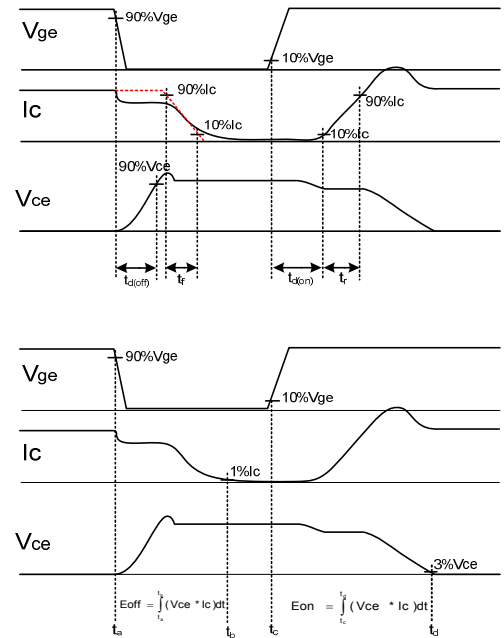 90%Vge
Vge
10%Vge
90%Ic
Ic
10%Ic
90%Ic
10%Ic
90%Vce
Vce
td(off)
tf
td(on)
tr
90%Vge
Vge
10%Vge
Ic
1%Ic
Vce
3%Vce
Eoff = ∫ta^tb (Vce * Ic)dt
Eon = ∫tc^td (Vce * Ic)dt
ta
tb
tc
td